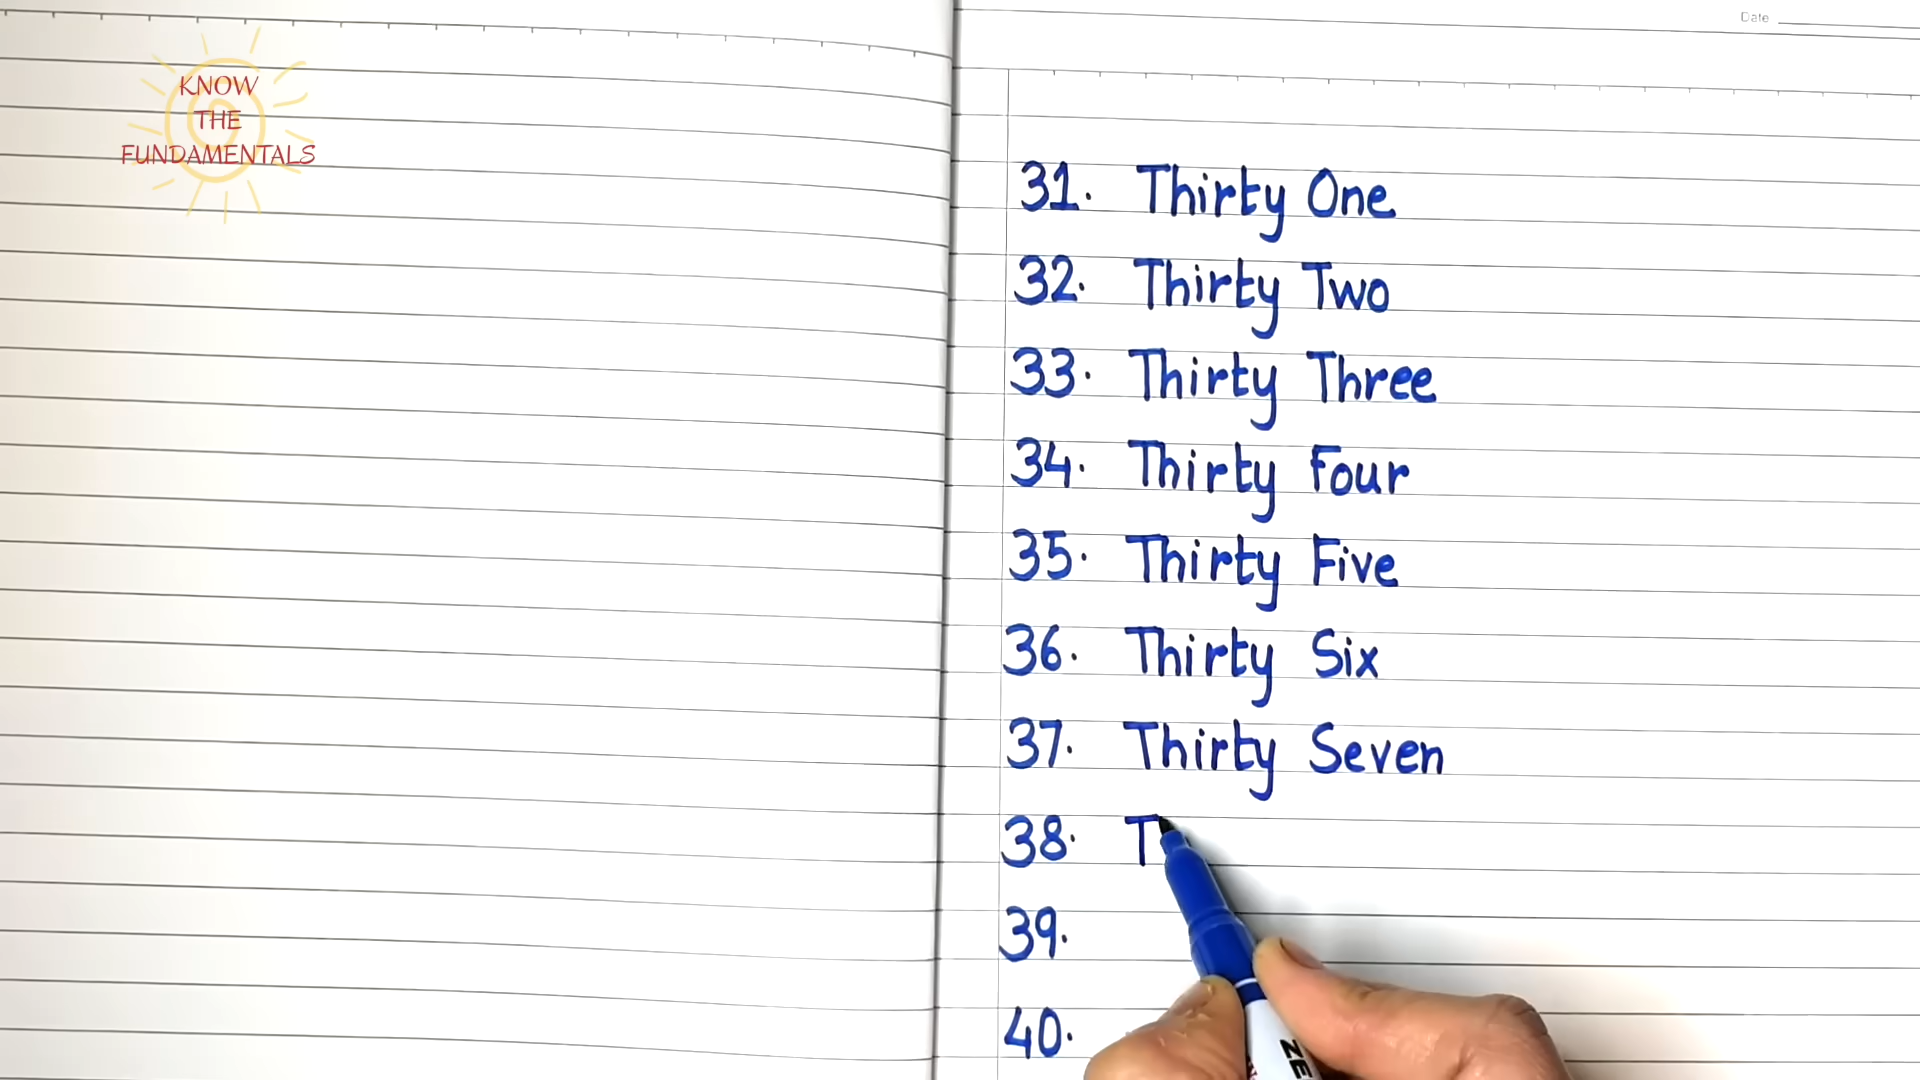 KNOW
THE
FUNDAMENTALS
Date
31. Thirty One
32. Thirty Two
33. Thirty Three
34. Thirty Four
35. Thirty Five
36. Thirty Six
37. Thirty Seven
38. T
39.
40.
ZE